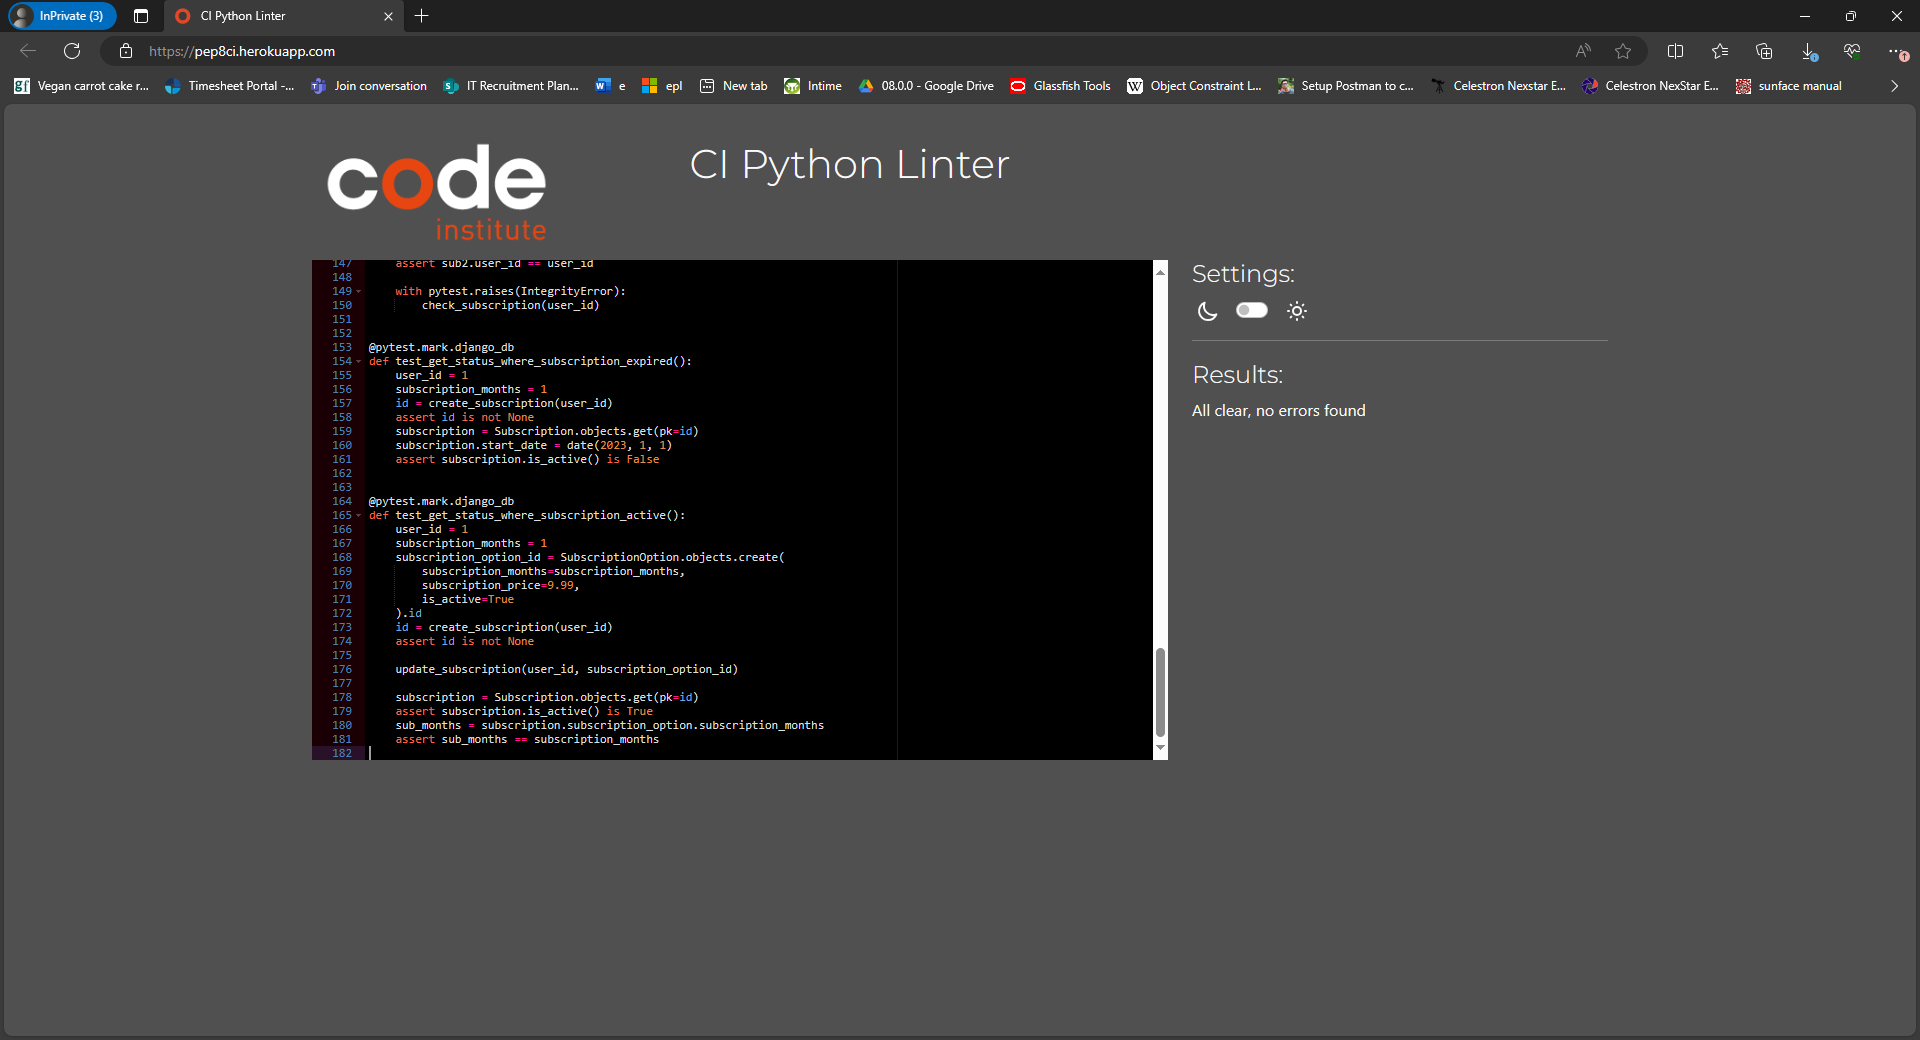 InPrivate (3)
CI Python Linter
https://pep8ci.herokuapp.com
Vegan carrot cake r...
Timesheet Portal -...
Join conversation
IT Recruitment Plan...
e
epl
New tab
Intime
08.0.0 - Google Drive
Glassfish Tools
Object Constraint L...
Setup Postman to c...
Celestron Nexstar E...
Celestron NexStar E...
sunface manual
code
institute
CI Python Linter
147 assert sub2.user_id == user_id
148
149 with pytest.raises(IntegrityError):
150 check_subscription(user_id)
151
152
153 @pytest.mark.django_db
154 def test_get_status_where_subscription_expired():
155 user_id = 1
156 subscription_months = 1
157 id = create_subscription(user_id)
158 assert id is not None
159 subscription = Subscription.objects.get(pk=id)
160 subscription.start_date = date(2023, 1, 1)
161 assert subscription.is_active() is False
162
163
164 @pytest.mark.django_db
165 def test_get_status_where_subscription_active():
166 user_id = 1
167 subscription_months = 1
168 subscription_option_id = SubscriptionOption.objects.create(
169 subscription_months=subscription_months,
170 subscription_price=9.99,
171 is_active=True
172 ).id
173 id = create_subscription(user_id)
174 assert id is not None
175
176 update_subscription(user_id, subscription_option_id)
177
178 subscription = Subscription.objects.get(pk=id)
179 assert subscription.is_active() is True
180 sub_months = subscription.subscription_option.subscription_months
181 assert sub_months == subscription_months
182
Settings:
Results:
All clear, no errors found